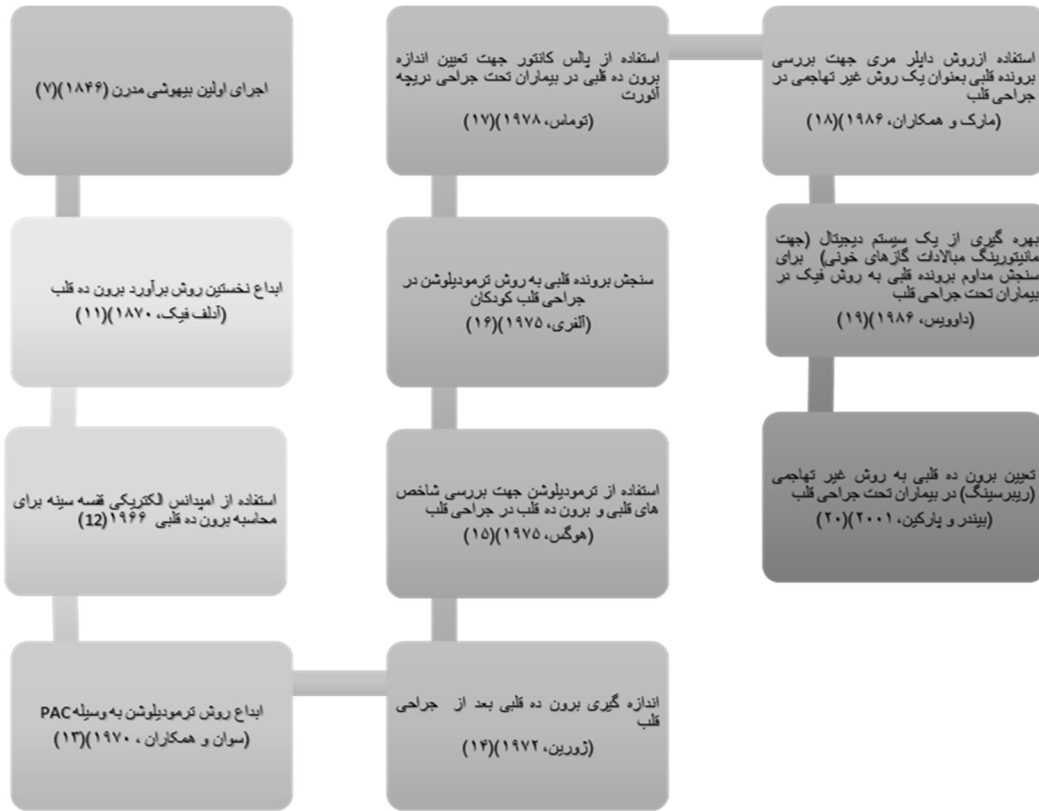 اجرای اولین بیهوشی مدرن (۱۸۴۶)(۷)
ابداع نخستین روش برآورد برون ده قلب
(آدلف فیک، ۱۸۷۰)(۱۱)
استفاده از امپدانس الکتریکی قفسه سینه برای
محاسبه برون ده قلبی ۱۹۶۶(12)
ابداع روش ترمودیلوشن به وسیله PAC
(سوان و همکاران ، ۱۹۷۰)(۱۳)
اندازه گیری برون ده قلبی بعد از جراحی
قلب
(ژورین، ۱۹۷۲)(۱۴)
استفاده از ترمودیلوشن جهت بررسی شاخص
های قلبی و برون ده قلب در جراحی قلب
(هوگس، ۱۹۷۵)(۱۵)
سنجش برونده قلبی به روش ترمودیلوشن در
جراحی قلب کودکان
(آلفری، ۱۹۷۵)(۱۶)
استفاده از پالس کانتور جهت تعیین اندازه
برون ده قلبی در بیماران تحت جراحی دریچه
آئورت
(توماس، ۱۹۷۸)(۱۷)
استفاده ازروش داپلر مری جهت بررسی
برونده قلبی بعنوان یک روش غیر تهاجمی در
جراحی قلب
(مارک و همکاران، ۱۹۸۶)(۱۸)
بهره گیری از یک سیستم دیجیتال (جهت
مانیتورینگ مبالادات گازهای خونی) برای
سنجش مداوم برونده قلبی به روش فیک در
بیماران تحت جراحی قلب
(داوویس، ۱۹۸۶)(۱۹)
تعیین برون ده قلبی به روش غیر تهاجمی
(ریبرسینگ) در بیماران تحت جراحی قلب
(بیندر و پارکین، ۲۰۰۱)(۲۰)